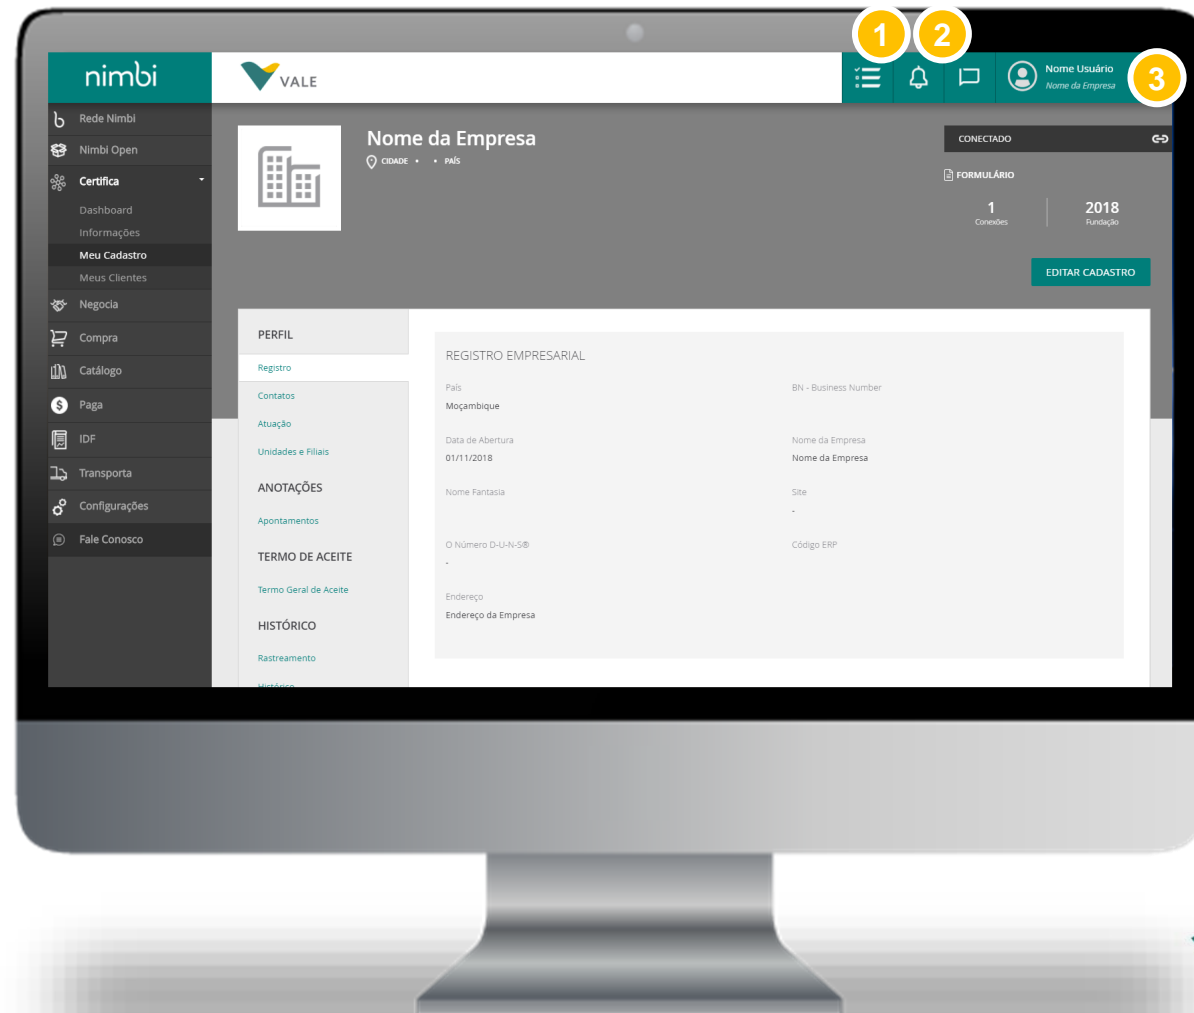 1
2
3
nimbi
VALE
Nome Usuário
Nome da Empresa
Rede Nimbi
Nimbi Open
Certifica
Dashboard
Informações
Meu Cadastro
Meus Clientes
Negocia
Compra
Catálogo
Paga
IDF
Transporta
Configurações
Fale Conosco
Nome da Empresa
CIDADE • • PAÍS
CONECTADO
FORMULÁRIO
1
Conexões
2018
Fundação
EDITAR CADASTRO
PERFIL
Registro
Contatos
Atuação
Unidades e Filiais
ANOTAÇÕES
Apontamentos
TERMO DE ACEITE
Termo Geral de Aceite
HISTÓRICO
Rastreamento
Histórico
REGISTRO EMPRESARIAL
País
Moçambique
BN - Business Number
Data de Abertura
01/11/2018
Nome da Empresa
Nome da Empresa
Nome Fantasia
Site
-
O Número D-U-N-S®
-
Código ERP
Endereço
Endereço da Empresa